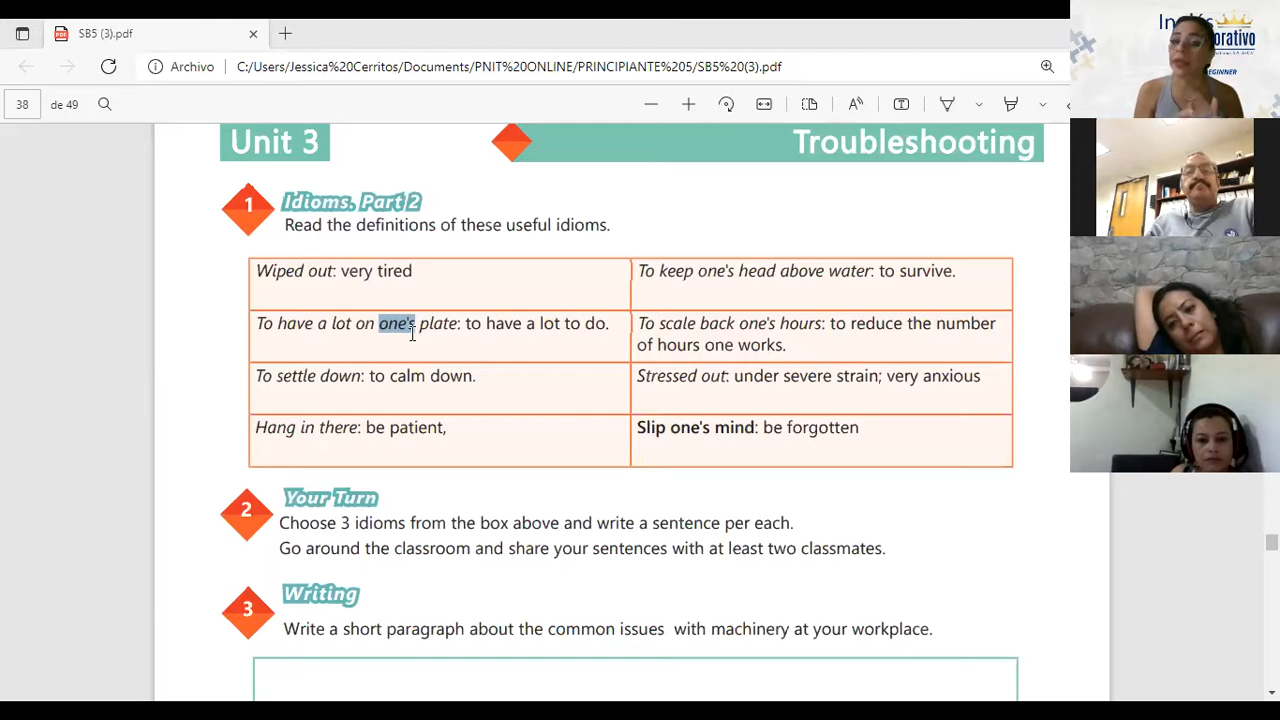 SB5 (3).pdf
Archivo
C:/Users/Jessica%20Cerritos/Documents/PNIT%20ONLINE/PRINCIPIANTE%205/SB5%20(3).pdf
38 de 49
Unit 3
Troubleshooting
1
Idioms. Part 2
Read the definitions of these useful idioms.
Wiped out: very tired
To keep one's head above water: to survive.
To have a lot on one's plate: to have a lot to do.
To scale back one's hours: to reduce the number
of hours one works.
To settle down: to calm down.
Stressed out: under severe strain; very anxious
Hang in there: be patient,
Slip one's mind: be forgotten
2
Your Turn
Choose 3 idioms from the box above and write a sentence per each.
Go around the classroom and share your sentences with at least two classmates.
3
Writing
Write a short paragraph about the common issues  with machinery at your workplace.